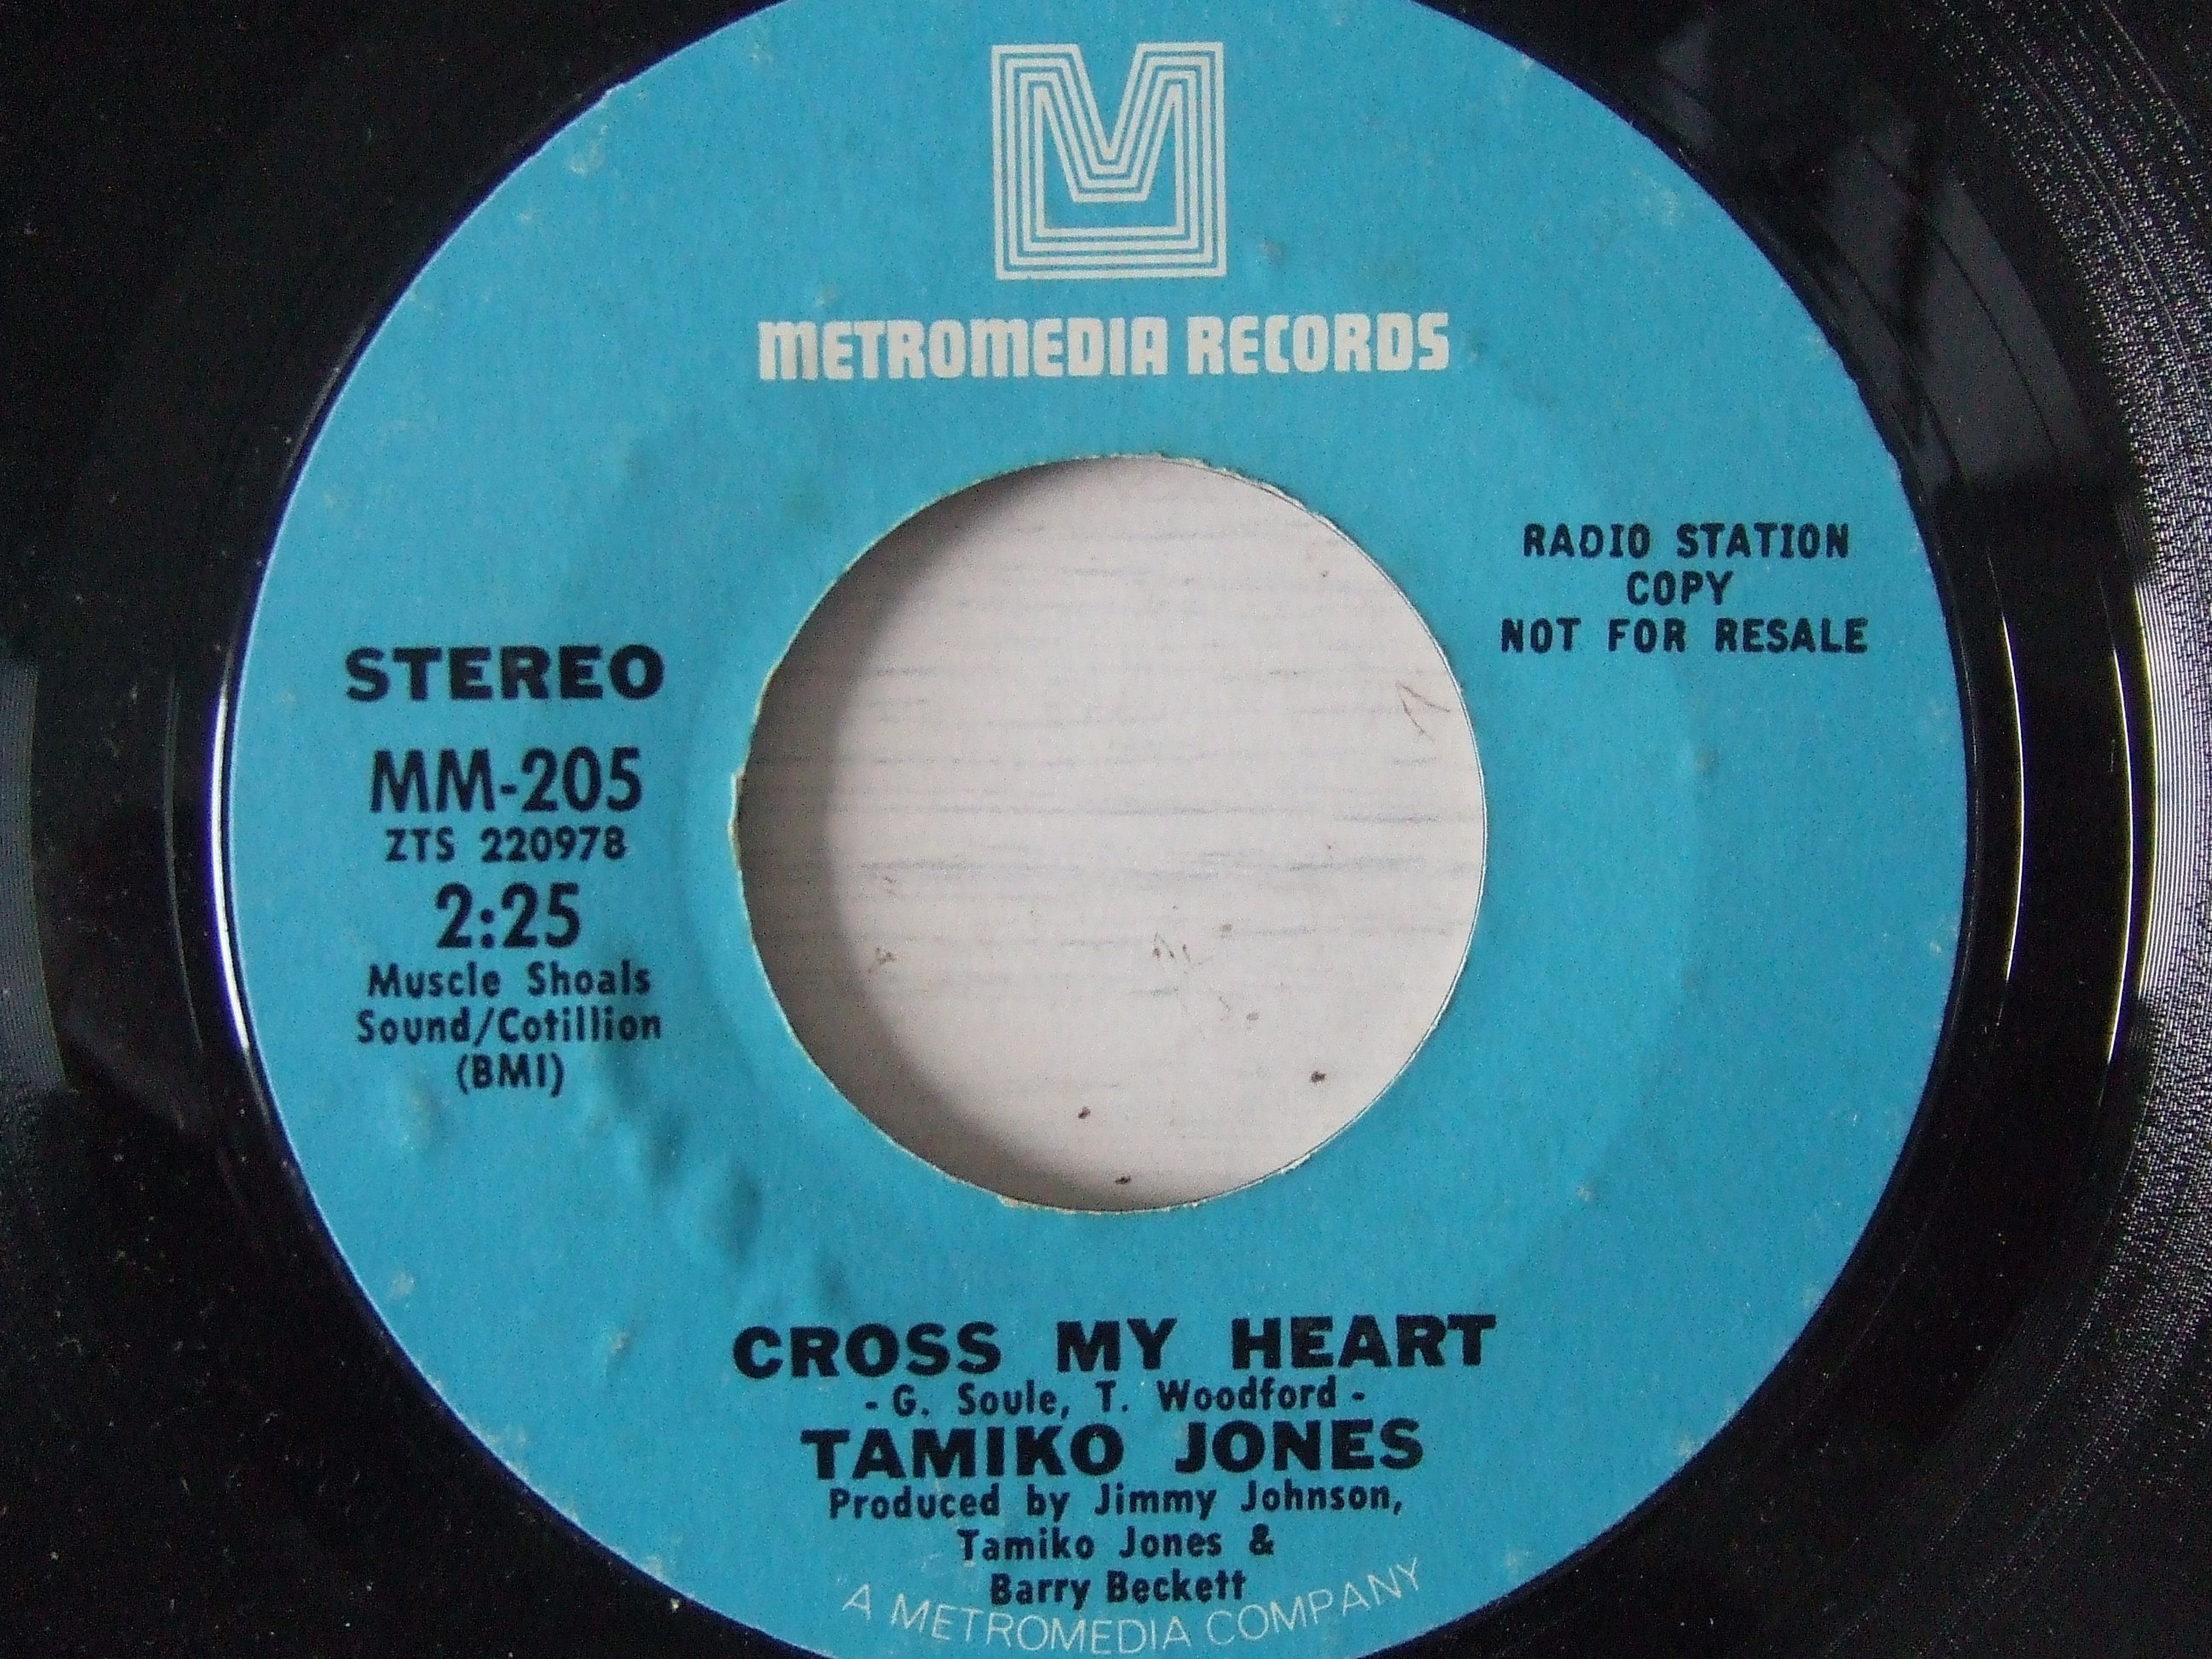 METROMEDIA RECORDS
RADIO STATION
COPY
NOT FOR RESALE
STEREO
MM-205
ZTS 220978
2:25
Muscle Shoals
Sound/Cotillion
(BMI)
CROSS MY HEART
- G. Soule, T. Woodford -
TAMIKO JONES
Produced by Jimmy Johnson,
Tamiko Jones &
Barry Beckett
A METROMEDIA COMPANY